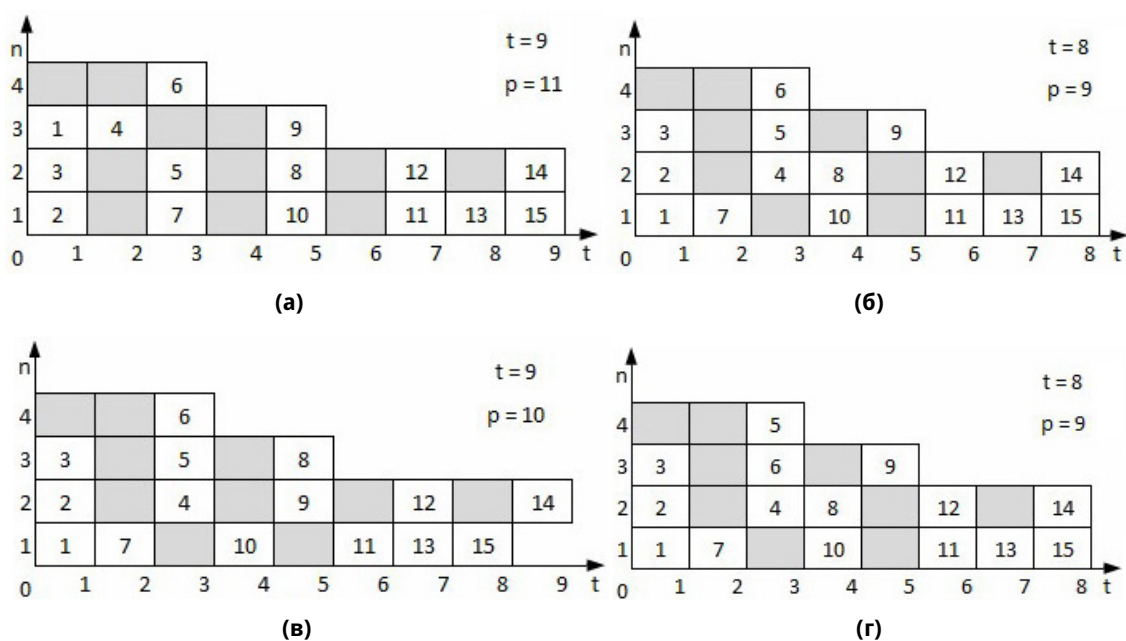 n
t = 9
p = 11
4 6
3 1 4 9
2 3 5 8 12 14
1 2 7 10 11 13 15
0 1 2 3 4 5 6 7 8 9 t
(а)
n
t = 8
p = 9
4 6
3 3 5 9
2 2 4 8 12 14
1 1 7 10 11 13 15
0 1 2 3 4 5 6 7 8 t
(б)
n
t = 9
p = 10
4 6
3 3 5 8
2 2 4 9 12 14
1 1 7 10 11 13 15
0 1 2 3 4 5 6 7 8 9 t
(в)
n
t = 8
p = 9
4 5
3 3 6 9
2 2 4 8 12 14
1 1 7 10 11 13 15
0 1 2 3 4 5 6 7 8 t
(г)